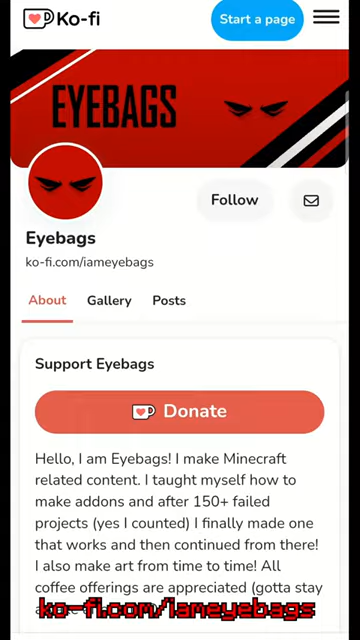 Ko-fi
Start a page
EYEBAGS
Follow
Eyebags
ko-fi.com/iameyebags
About
Gallery
Posts
Support Eyebags
Donate
Hello, I am Eyebags! I make Minecraft
related content. I taught myself how to
make addons and after 150+ failed
projects (yes I counted) I finally made one
that works and then continued from there!
I also make art from time to time! All
coffee offerings are appreciated (gotta stay
ko-fi.com/iameyebags